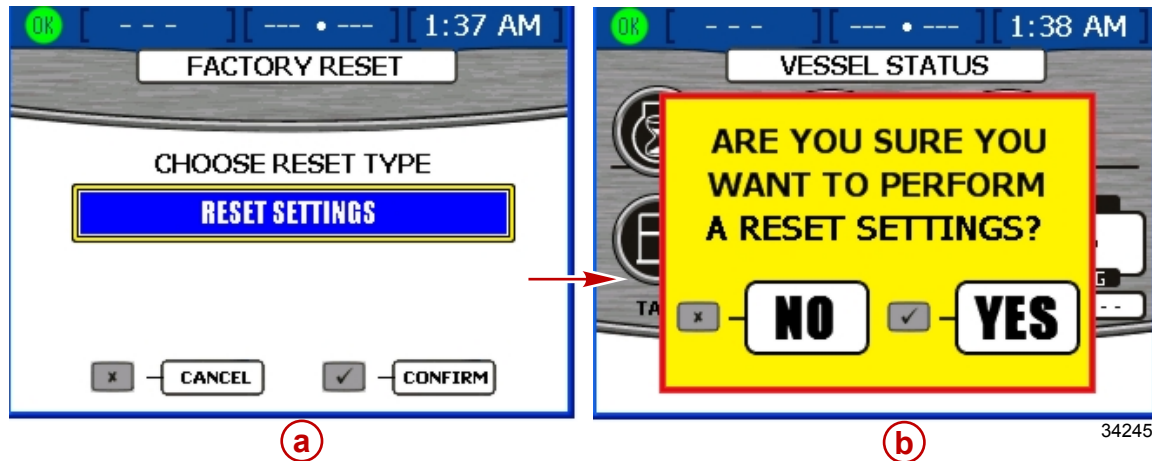 OK [ - - - ][ --- • --- ][ 1:37 AM ]
FACTORY RESET
CHOOSE RESET TYPE
RESET SETTINGS
x CANCEL ✓ CONFIRM
a
OK [ - - - ][ --- • --- ][ 1:38 AM ]
VESSEL STATUS
ARE YOU SURE YOU
WANT TO PERFORM
A RESET SETTINGS?
x NO ✓ YES
TA
G
- -
b
34245